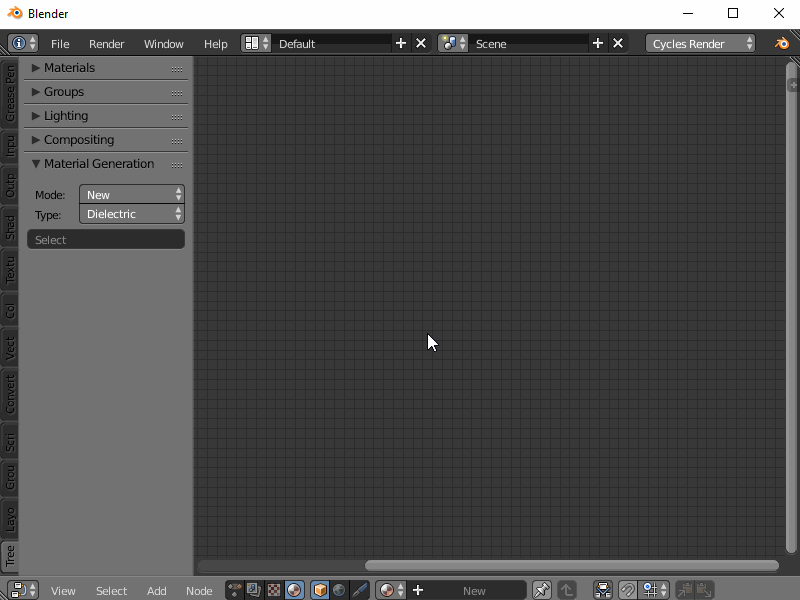 Blender
File Render Window Help Default Scene Cycles Render
Materials
Groups
Lighting
Compositing
Material Generation
Mode: New
Type: Dielectric
Select
Grease Pen
Inpu
Outp
Shad
Textu
Col
Vect
Convert
Scri
Grou
Layo
Tree
View Select Add Node New